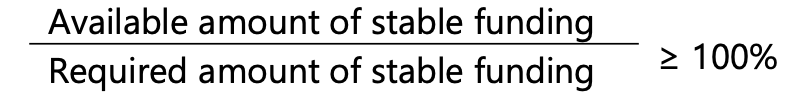 Available amount of stable funding
Required amount of stable funding
≥ 100%